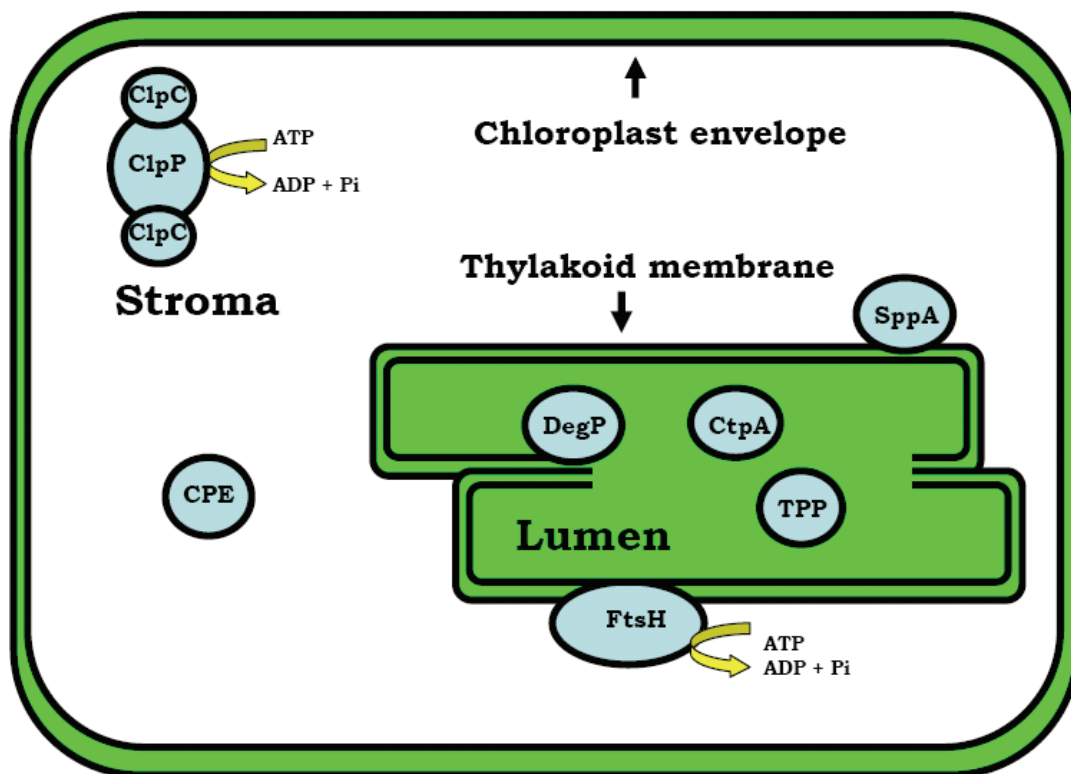 ClpC
ClpP
ClpC
ATP
ADP + Pi
Chloroplast envelope
Stroma
Thylakoid membrane
SppA
DegP
CtpA
CPE
TPP
Lumen
FtsH
ATP
ADP + Pi